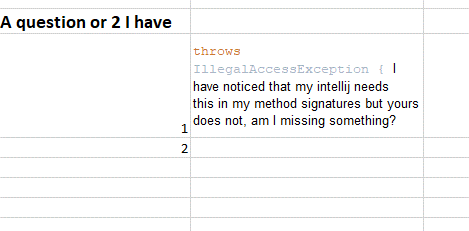 A question or 2 I have
throws
IllegalAccessException { I
have noticed that my intellij needs
this in my method signatures but yours
does not, am I missing something?
1
2